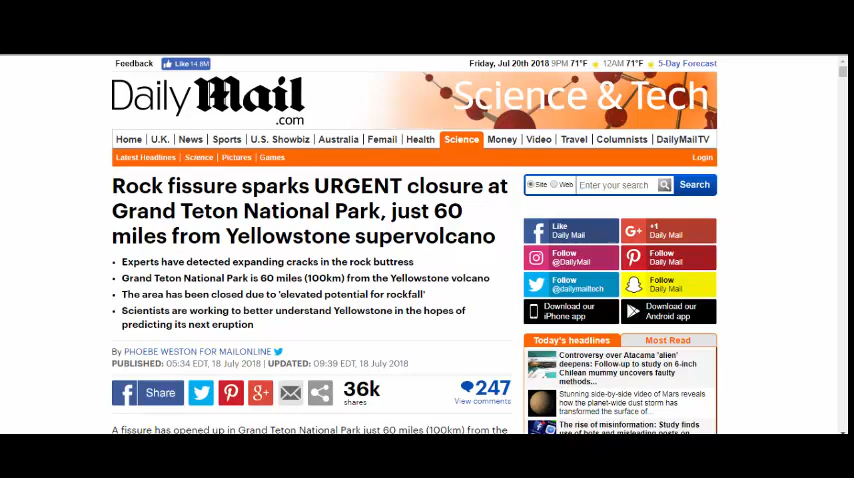 Feedback Like 14.8M Friday, Jul 20th 2018 9PM 71°F 12AM 71°F 5-Day Forecast
Daily Mail
.com
Science & Tech
Home U.K. News Sports U.S. Showbiz Australia Femail Health Science Money Video Travel Columnists DailyMailTV
Latest Headlines Science Pictures Games Login
Rock fissure sparks URGENT closure at
Grand Teton National Park, just 60
miles from Yellowstone supervolcano
• Experts have detected expanding cracks in the rock buttress
• Grand Teton National Park is 60 miles (100km) from the Yellowstone volcano
• The area has been closed due to 'elevated potential for rockfall'
• Scientists are working to better understand Yellowstone in the hopes of
predicting its next eruption
By PHOEBE WESTON FOR MAILONLINE
PUBLISHED: 05:34 EDT, 18 July 2018 | UPDATED: 09:39 EDT, 18 July 2018
Share 36k
shares
247
View comments
A fissure has opened up in Grand Teton National Park just 60 miles (100km) from the
Site Web Enter your search Search
Like
Daily Mail
+1
Daily Mail
Follow
@DailyMail
Follow
Daily Mail
Follow
@dailymailtech
Follow
Daily Mail
Download our
iPhone app
Download our
Android app
Today's headlines Most Read
Controversy over Atacama 'alien'
deepens: Follow-up to study on 6-inch
Chilean mummy uncovers faulty
methods...
Stunning side-by-side video of Mars reveals
how the planet-wide dust storm has
transformed the surface of...
The rise of misinformation: Study finds
use of bots and misleading posts on